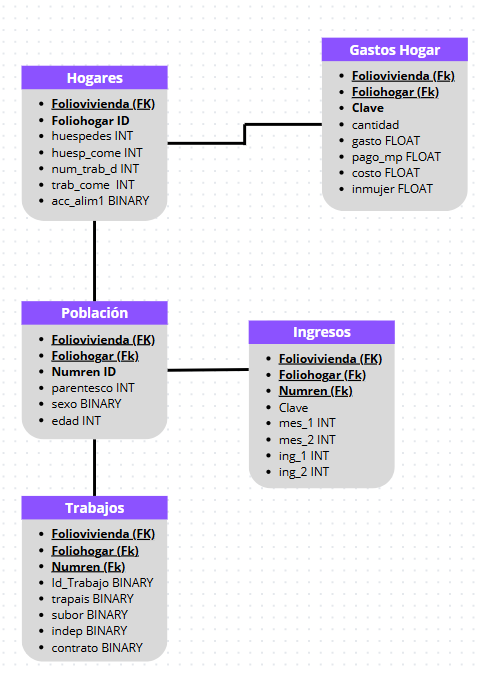 Hogares
Foliovivienda (FK)
Foliohogar ID
huespedes INT
huesp_come INT
num_trab_d INT
trab_come INT
acc_alim1 BINARY
Gastos Hogar
Foliovivienda (Fk)
Foliohogar (Fk)
Clave
cantidad
gasto FLOAT
pago_mp FLOAT
costo FLOAT
inmujer FLOAT
Población
Foliovivienda (FK)
Foliohogar (Fk)
Numren ID
parentesco INT
sexo BINARY
edad INT
Ingresos
Foliovivienda (FK)
Foliohogar (Fk)
Numren (Fk)
Clave
mes_1 INT
mes_2 INT
ing_1 INT
ing_2 INT
Trabajos
Foliovivienda (FK)
Foliohogar (Fk)
Numren (Fk)
Id_Trabajo BINARY
trapais BINARY
subor BINARY
indep BINARY
contrato BINARY